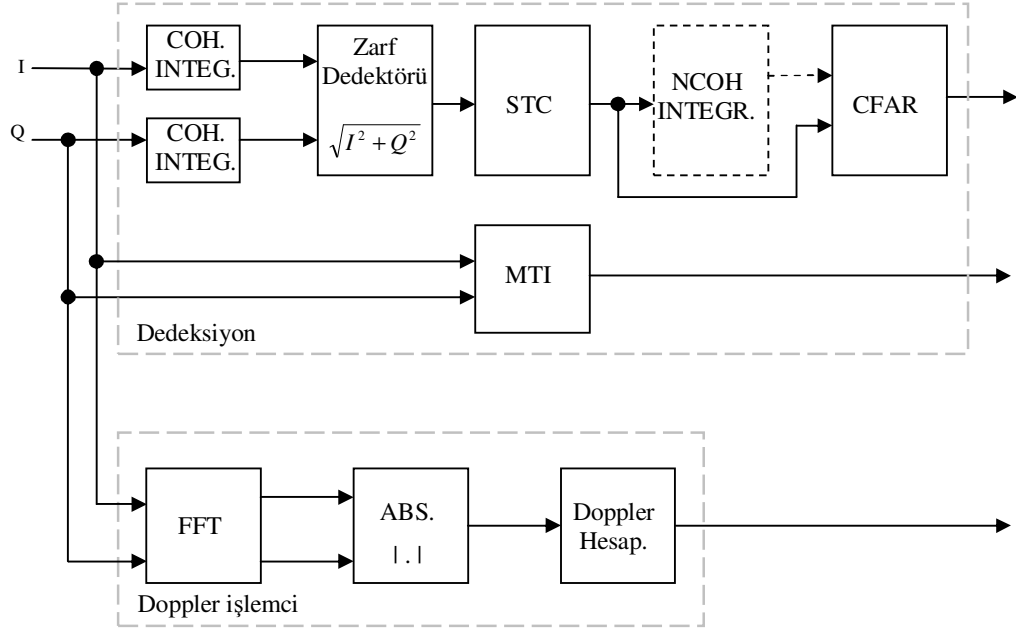 I
Q
COH.
INTEG.
COH.
INTEG.
Zarf
Dedektörü
√I² + Q²
STC
NCOH
INTEGR.
CFAR
MTI
Dedeksiyon
FFT
ABS.
| . |
Doppler
Hesap.
Doppler işlemci